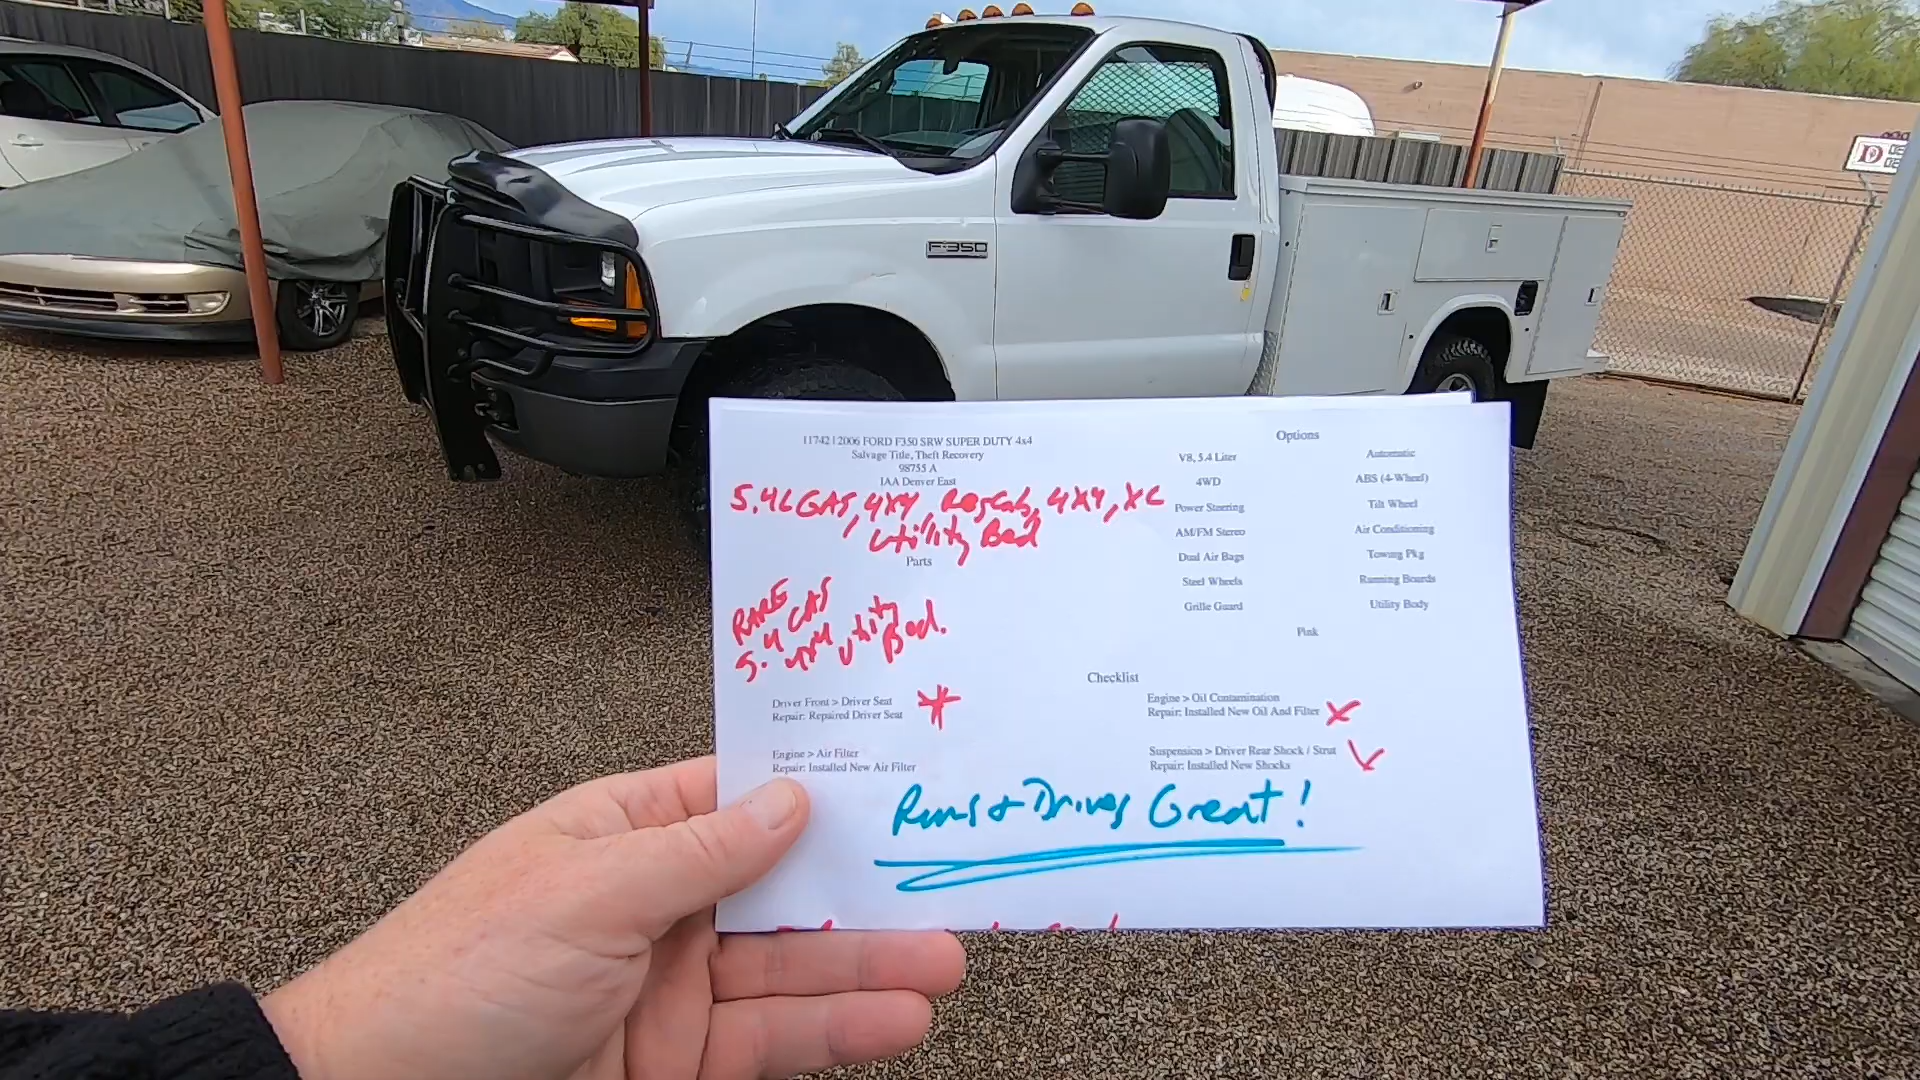 F-350
D
11742 | 2006 FORD F350 SRW SUPER DUTY 4x4
Salvage Title, Theft Recovery
98755 A
IAA Denver East
5.4L GAS, 4X4, Reg Cab, 4X4, XL
Utility Bed
Parts
RARE
5.4 GAS
4x4 Utility
Bed.
Options
V8, 5.4 Liter
Automatic
4WD
ABS (4-Wheel)
Power Steering
Tilt Wheel
AM/FM Stereo
Air Conditioning
Dual Air Bags
Towing Pkg
Steel Wheels
Running Boards
Grille Guard
Utility Body
Pink
Checklist
Driver Front > Driver Seat
Repair: Repaired Driver Seat
Engine > Oil Contamination
Repair: Installed New Oil And Filter
Engine > Air Filter
Repair: Installed New Air Filter
Suspension > Driver Rear Shock / Strut
Repair: Installed New Shocks
Runs & Drives Great!